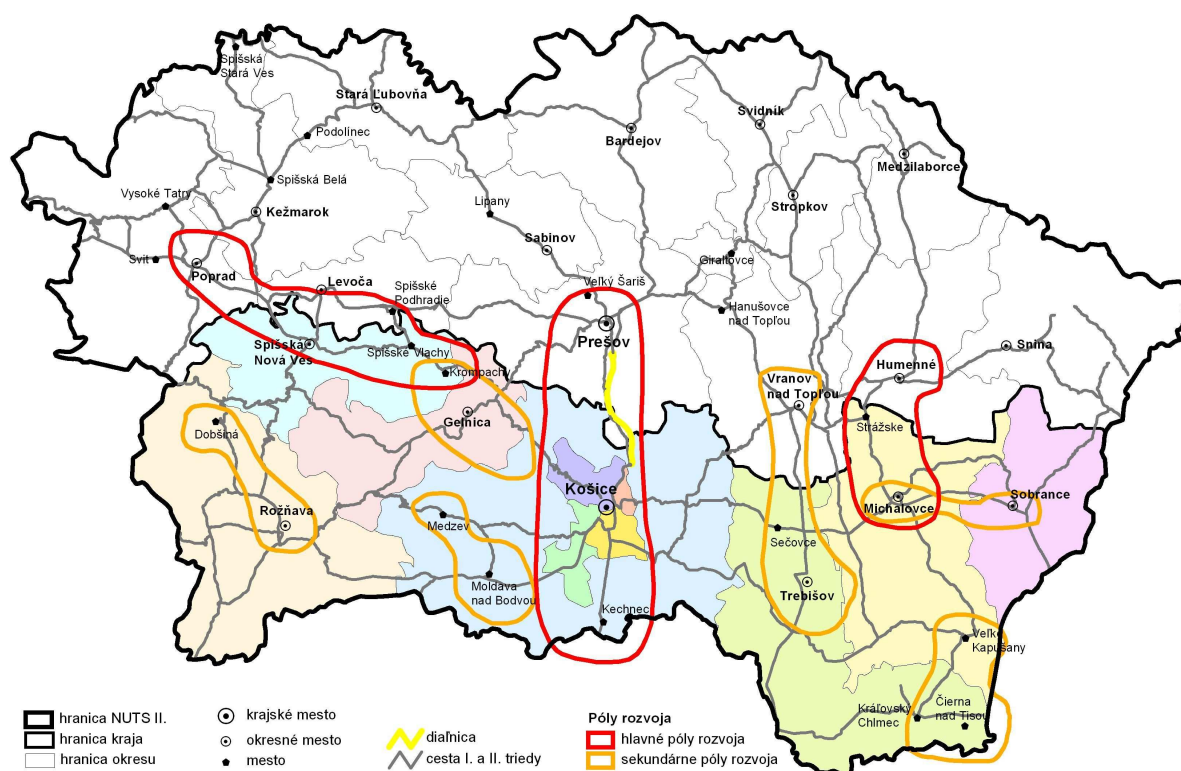 Spišská
Stará Ves
Stará Ľubovňa
Podolínec
Svidník
Bardejov
Medzilaborce
Spišská Belá
Vysoké Tatry
Kežmarok
Lipany
Stropkov
Sabinov
Giraltovce
Svit
Poprad
Levoča
Spišské
Podhradie
Veľký Šariš
Hanušovce
nad Topľou
Prešov
Spišská
Nová Ves
Spišské Vlachy
Krompachy
Snina
Humenné
Vranov
nad Topľou
Strážske
Gelnica
Dobšiná
Košice
Michalovce
Sobrance
Rožňava
Medzev
Sečovce
Moldava
nad Bodvou
Trebišov
Kechnec
Veľké
Kapušany
Kráľovský
Chlmec
Čierna
nad Tisou
hranica NUTS II.
hranica kraja
hranica okresu
krajské mesto
okresné mesto
mesto
diaľnica
cesta I. a II. triedy
Póly rozvoja
hlavné póly rozvoja
sekundárne póly rozvoja